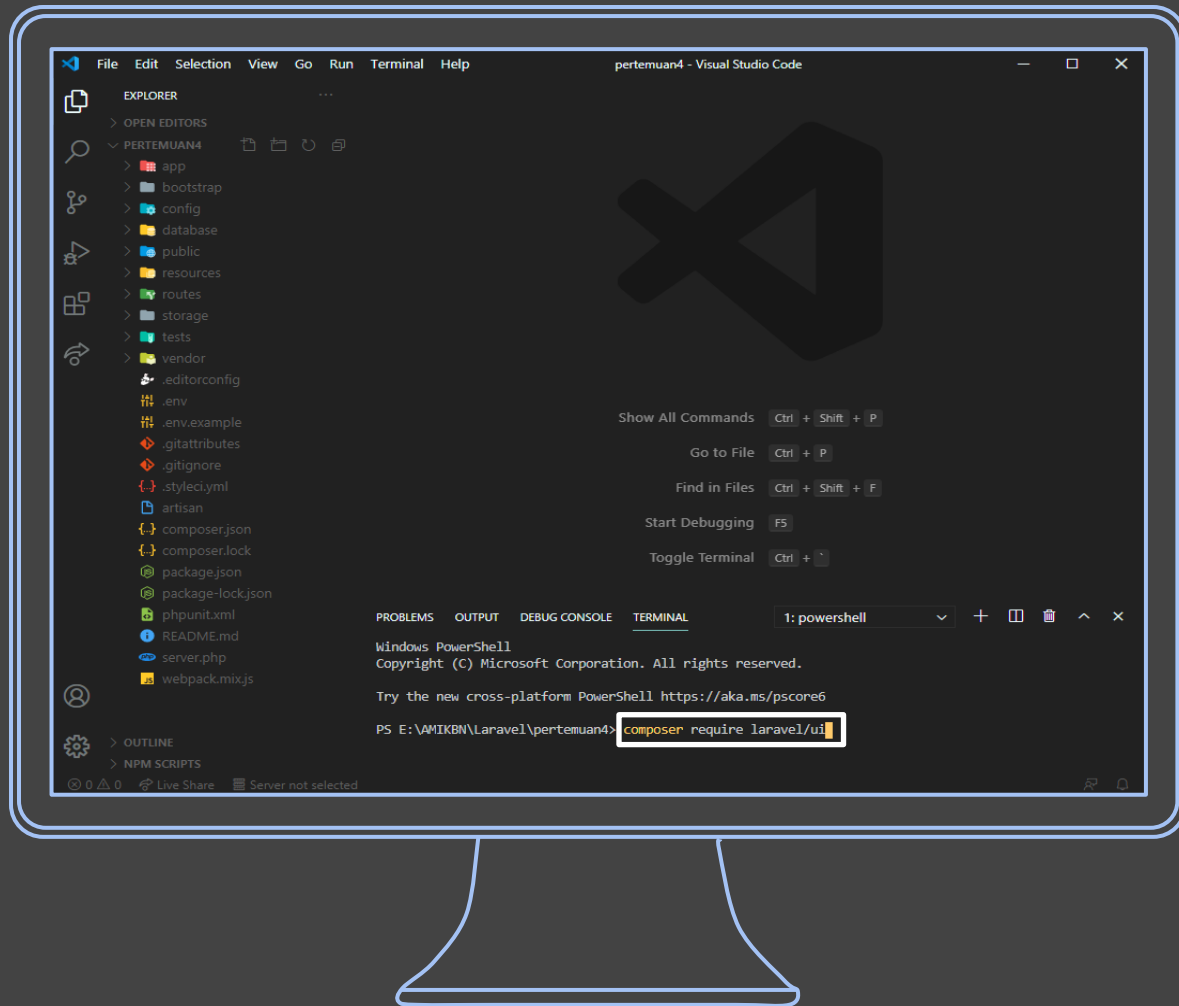 File Edit Selection View Go Run Terminal Help pertemuan4 - Visual Studio Code
EXPLORER
OPEN EDITORS
PERTEMUAN4
app
bootstrap
config
database
public
resources
routes
storage
tests
vendor
.editorconfig
.env
.env.example
.gitattributes
.gitignore
.styleci.yml
artisan
composer.json
composer.lock
package.json
package-lock.json
phpunit.xml
README.md
server.php
webpack.mix.js
OUTLINE
NPM SCRIPTS
Show All Commands Ctrl + Shift + P
Go to File Ctrl + P
Find in Files Ctrl + Shift + F
Start Debugging F5
Toggle Terminal Ctrl + `
PROBLEMS OUTPUT DEBUG CONSOLE TERMINAL 1: powershell
Windows PowerShell
Copyright (C) Microsoft Corporation. All rights reserved.
Try the new cross-platform PowerShell https://aka.ms/pscore6
PS E:\AMIKBN\Laravel\pertemuan4> composer require laravel/ui
0 0 Live Share Server not selected